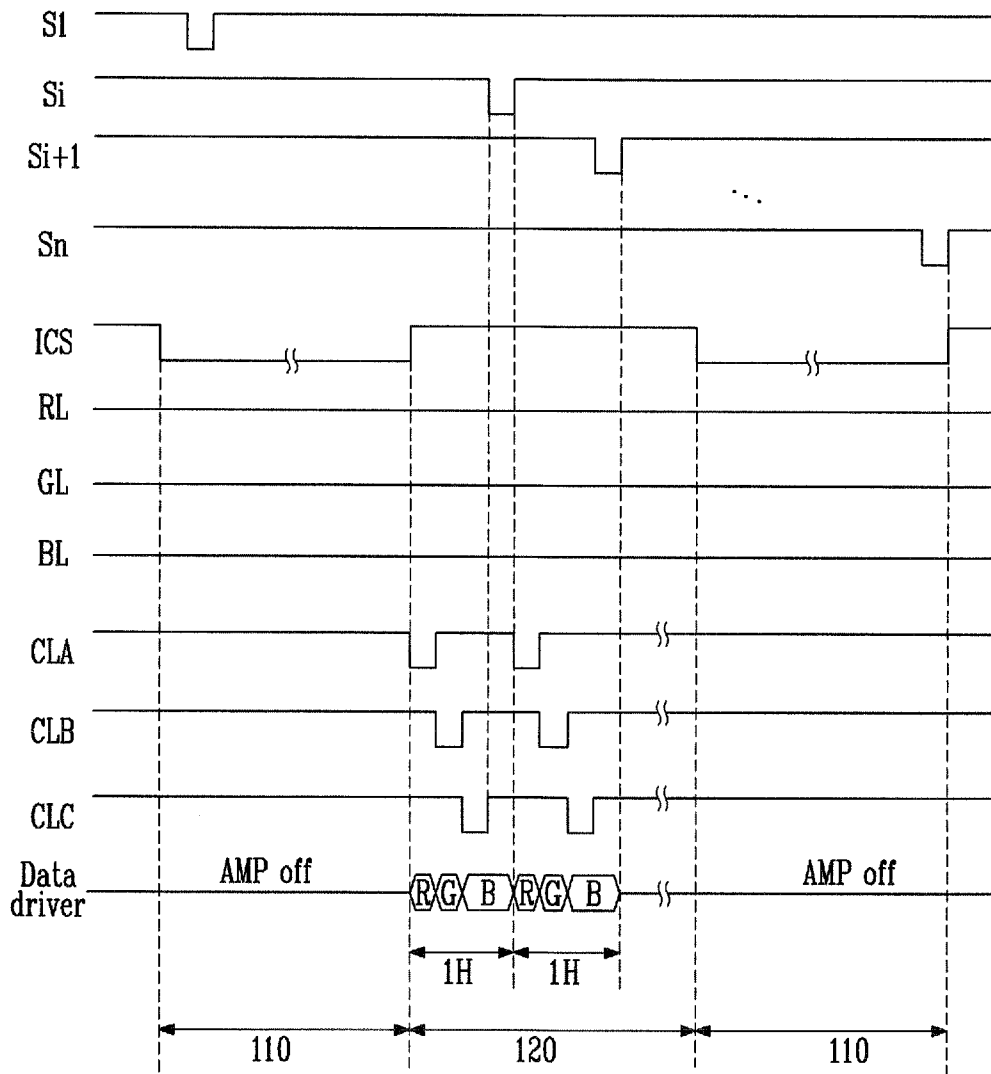 S1
Si
Si+1
...
Sn
ICS
RL
GL
BL
CLA
CLB
CLC
Data
driver
AMP off
R G B R G B
AMP off
1H 1H
110 120 110